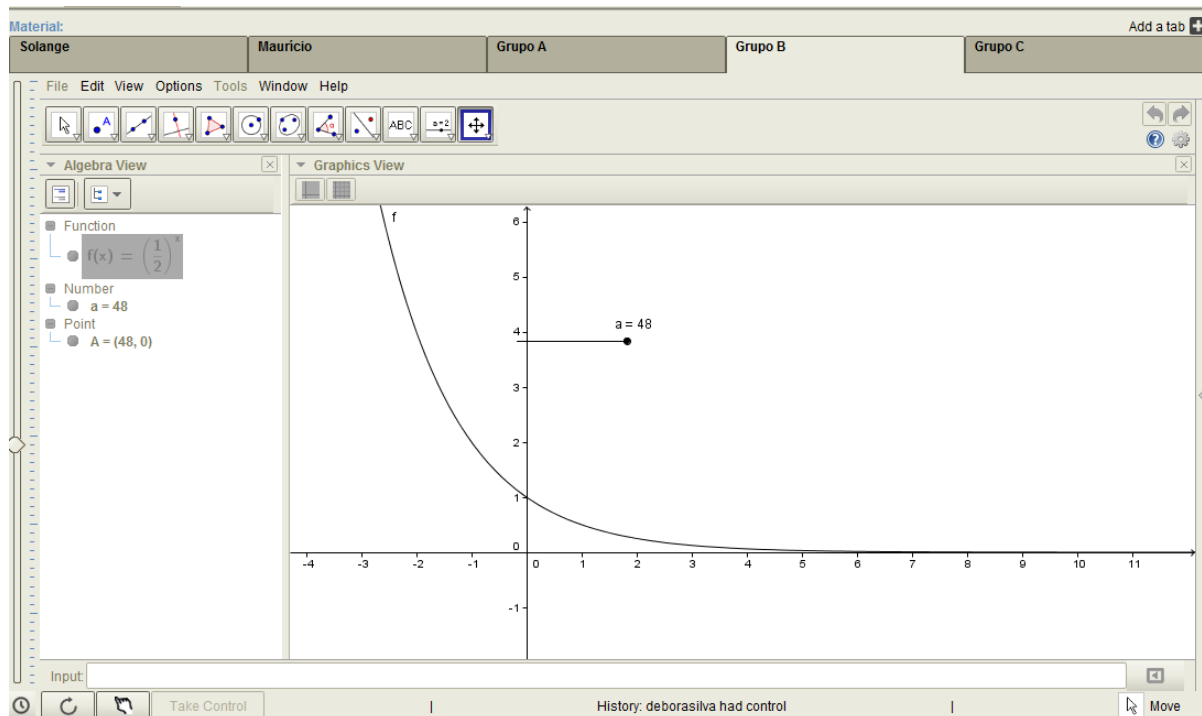 Material:
Add a tab
Solange
Maurício
Grupo A
Grupo B
Grupo C
File Edit View Options Tools Window Help
A
ABC
a=2
Algebra View
Graphics View
Function
f(x) = (1/2)^x
Number
a = 48
Point
A = (48, 0)
f
a = 48
6
5
4
3
2
1
0
-1
-4 -3 -2 -1 0 1 2 3 4 5 6 7 8 9 10 11
Input:
Take Control
History: deborasilva had control
Move